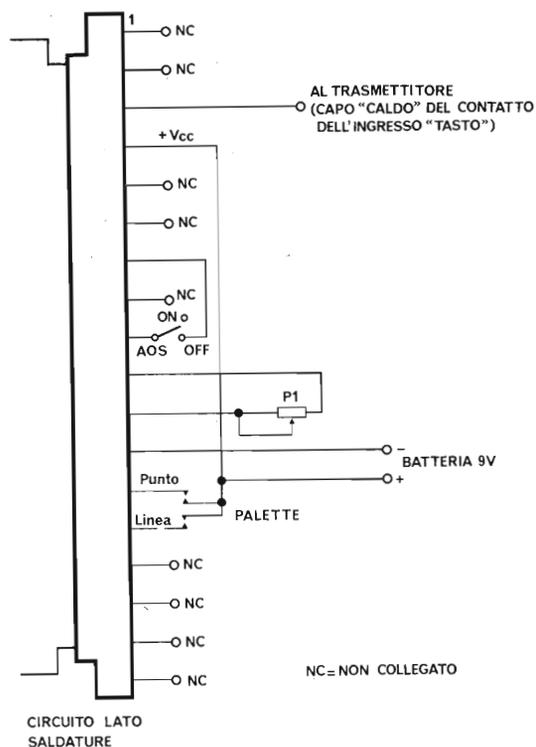 1
NC
NC
AL TRASMETTITORE
(CAPO "CALDO" DEL CONTATTO
DELL'INGRESSO "TASTO")
+ Vcc
NC
NC
NC
ON
AOS OFF
P1
−
BATTERIA 9V
+
Punto
PALETTE
Linea
NC
NC
NC
NC
NC = NON COLLEGATO
CIRCUITO LATO
SALDATURE